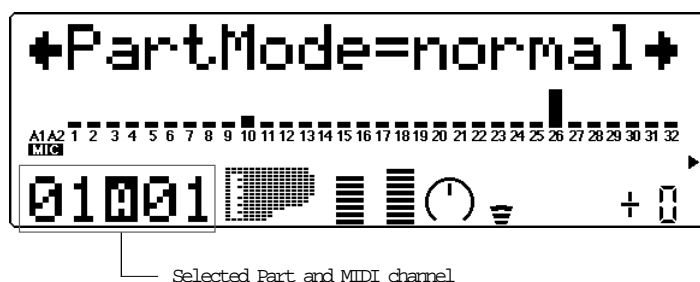 ←PartMode=normal→
A1 A2 1 2 3 4 5 6 7 8 9 10 11 12 13 14 15 16 17 18 19 20 21 22 23 24 25 26 27 28 29 30 31 32
MIC
01A01 + 0
Selected Part and MIDI channel